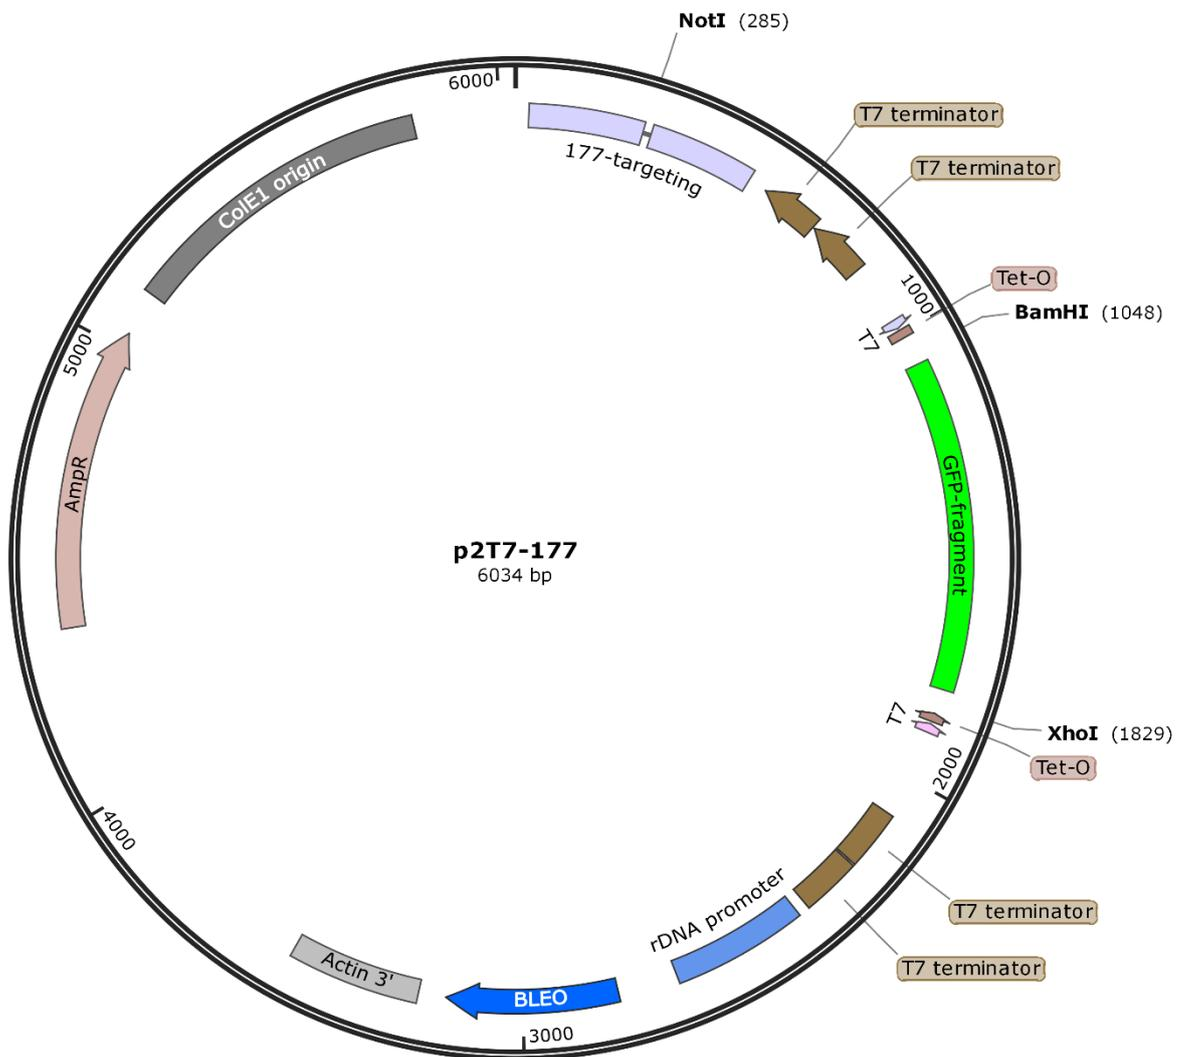 NotI (285)
6000
T7 terminator
T7 terminator
177-targeting
ColE1 origin
Tet-O
1000
BamHI (1048)
T7
5000
AmpR
GFP-fragment
p2T7-177
6034 bp
T7
XhoI (1829)
Tet-O
2000
4000
rDNA promoter
T7 terminator
T7 terminator
Actin 3'
BLEO
3000